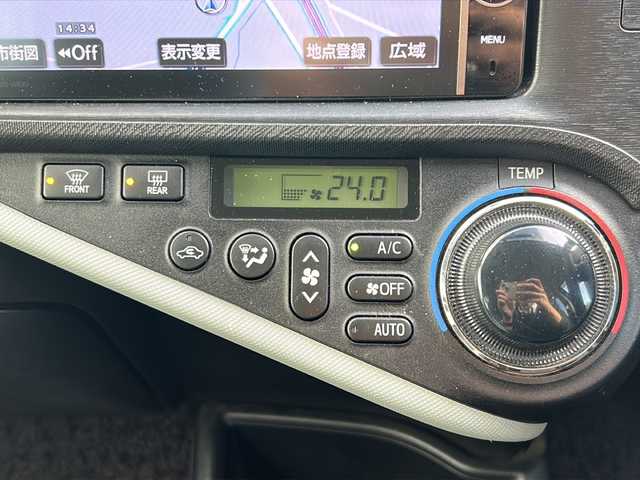 14:34
市街図
◀◀Off
表示変更
地点登録
広域
MENU
FRONT
REAR
24.0
TEMP
A/C
OFF
AUTO